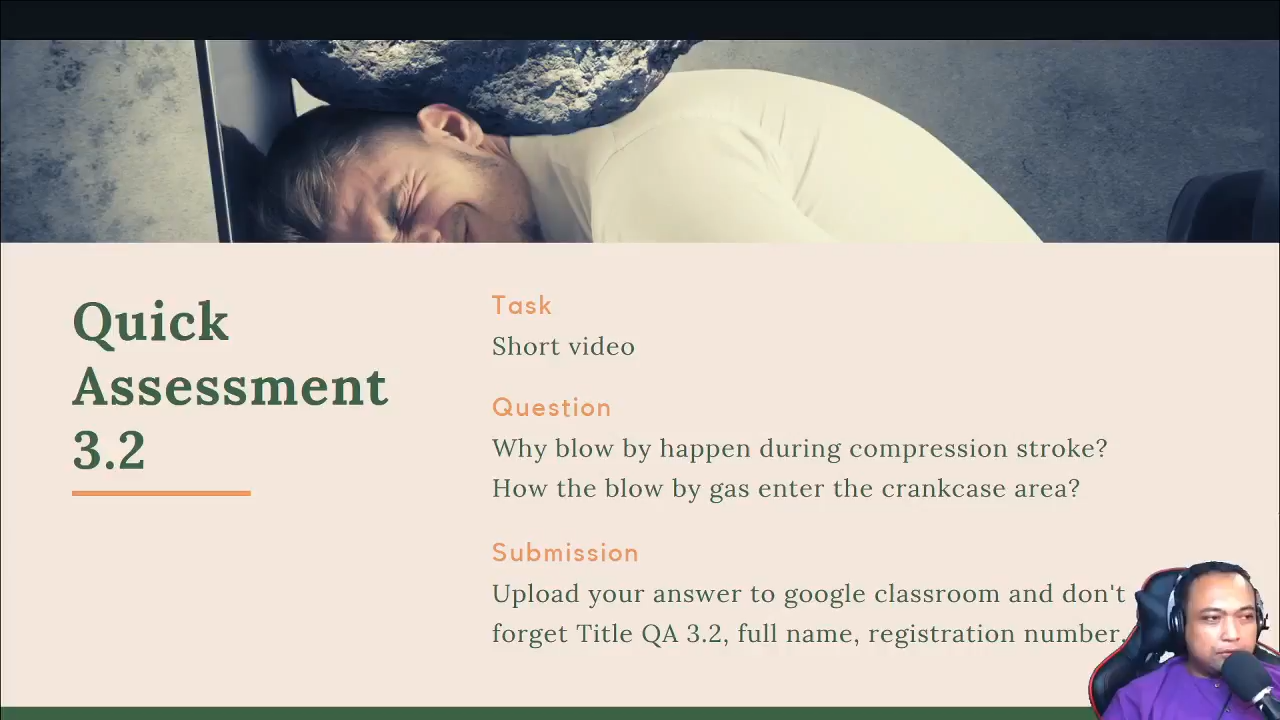 Quick
Assessment
3.2
Task
Short video
Question
Why blow by happen during compression stroke?
How the blow by gas enter the crankcase area?
Submission
Upload your answer to google classroom and don't
forget Title QA 3.2, full name, registration number.